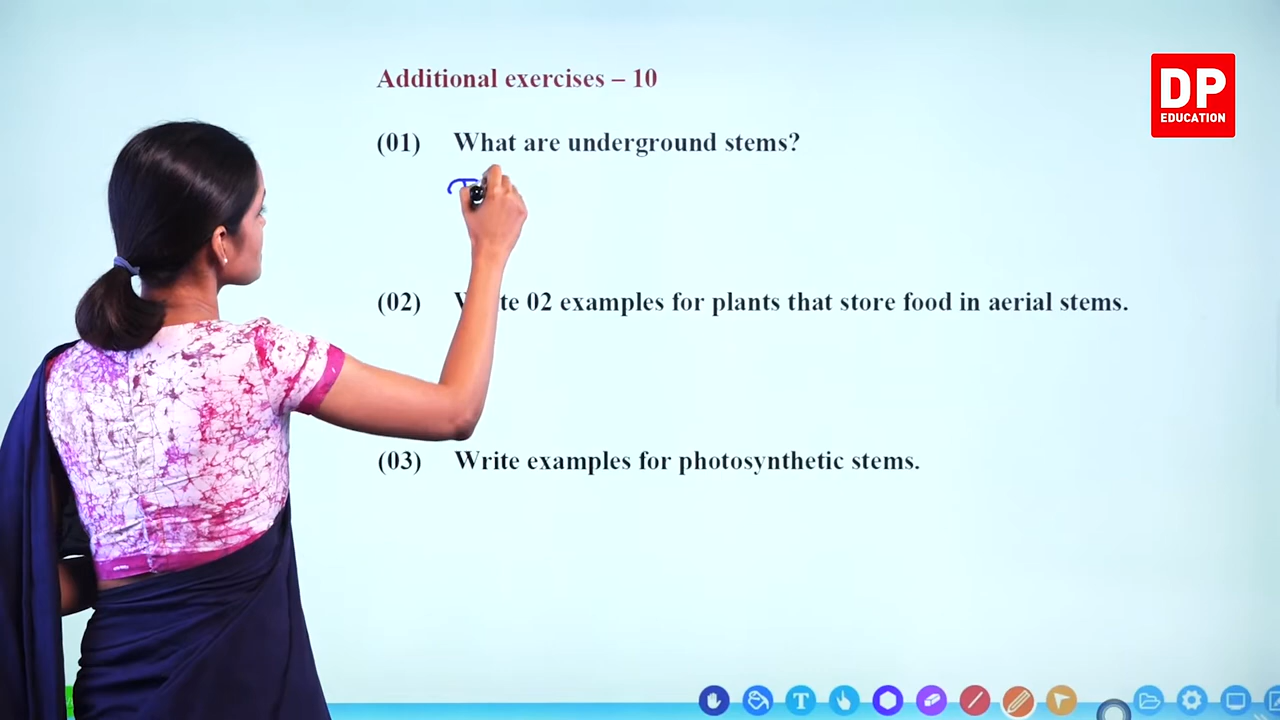 Additional exercises – 10
DP
EDUCATION
(01) What are underground stems?
(02) 02 examples for plants that store food in aerial stems.
(03) Write examples for photosynthetic stems.